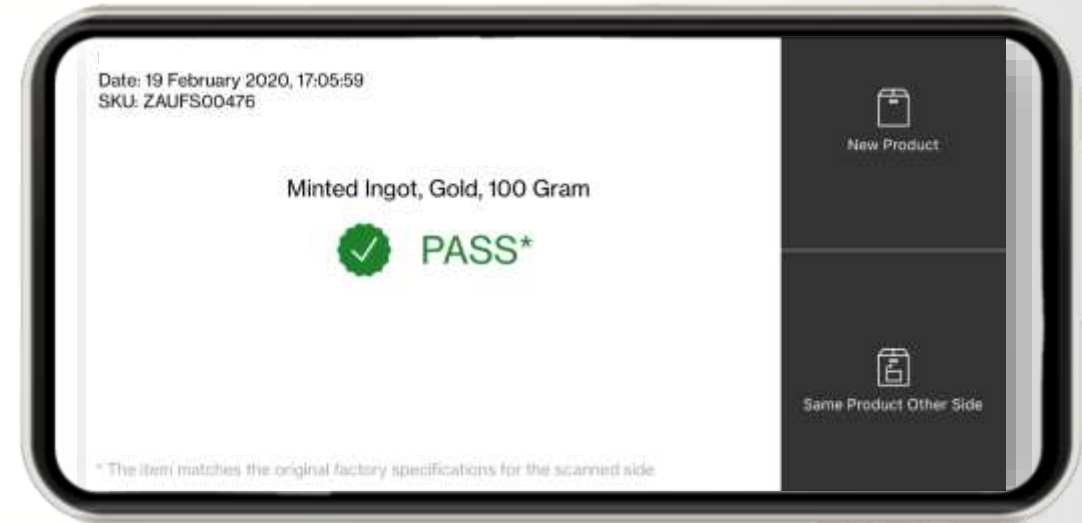 Date: 19 February 2020, 17:05:59
SKU: ZAUFS00476
Minted Ingot, Gold, 100 Gram
PASS*
* The item matches the original factory specifications for the scanned side
New Product
Same Product Other Side